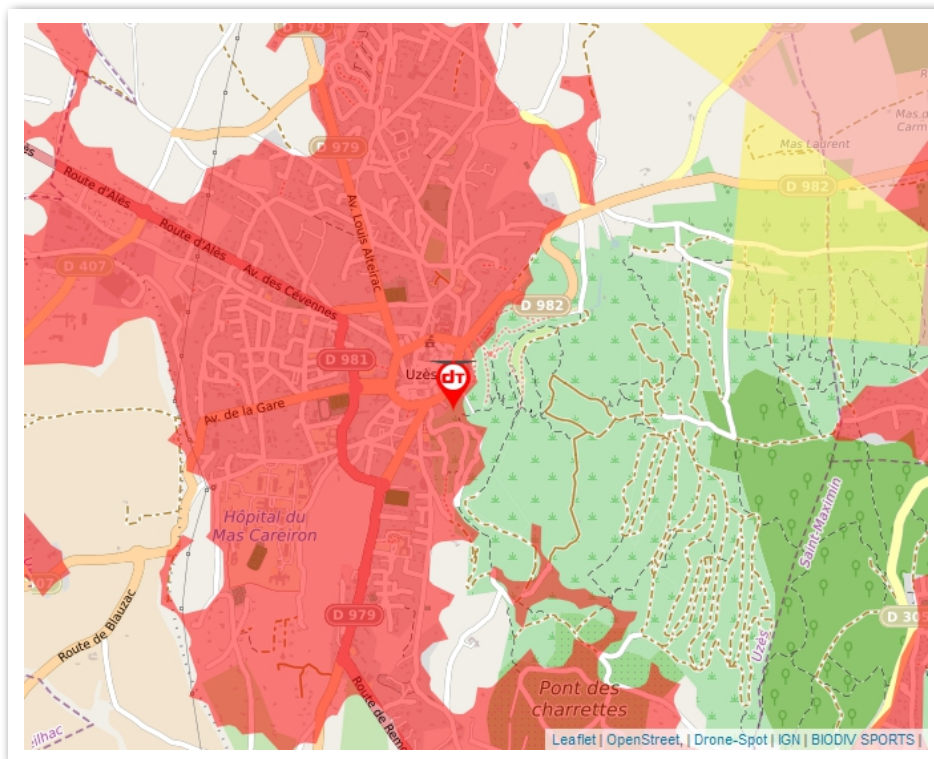 D 979
Mas Laurent
D 982
Route d'Alès
Av. Louis Alteirac
Route d'Alès
D 407
Av. des Cévennes
D 982
D 981
Uzès
dT
Av. de la Gare
Hôpital du
Mas Careiron
Saint-Maximin
D 979
Route de Blauzac
Uzès
Pont des
charrettes
Leaflet | OpenStreet, | Drone-Spot | IGN | BIODIV SPORTS |